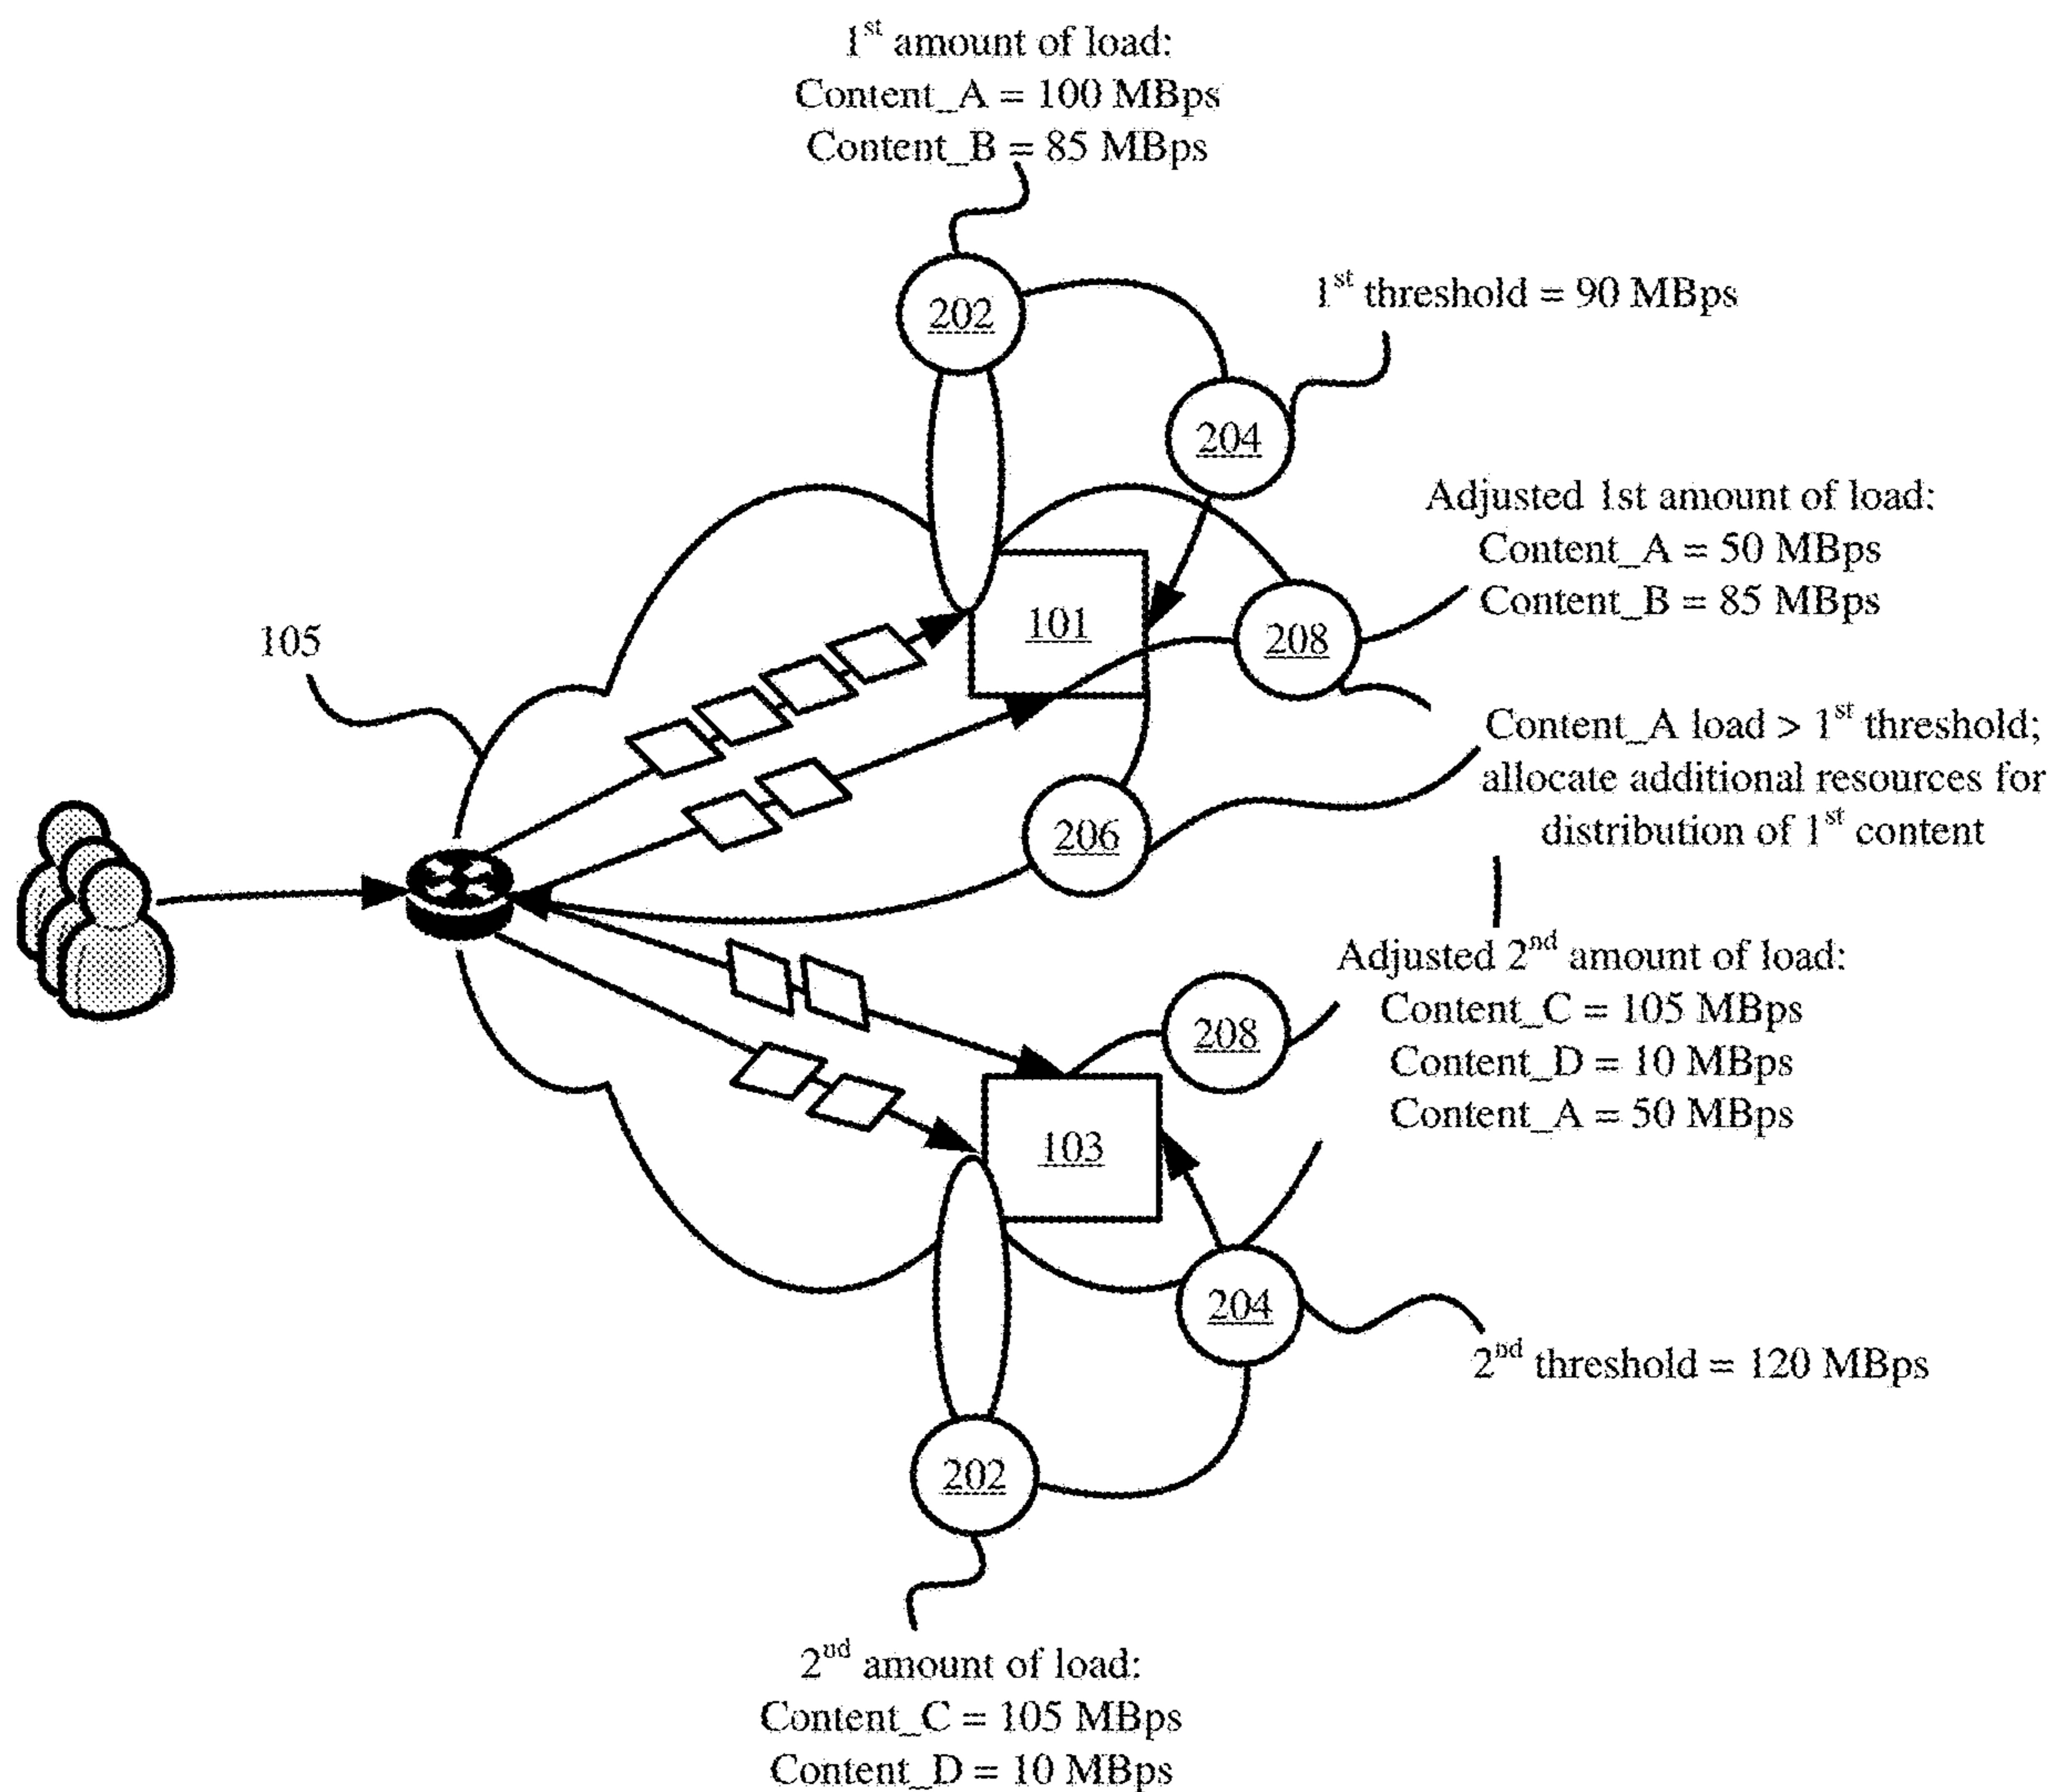 1st amount of load:
Content_A = 100 MBps
Content_B = 85 MBps
202
1st threshold = 90 MBps
204
Adjusted 1st amount of load:
Content_A = 50 MBps
Content_B = 85 MBps
101
208
105
Content_A load > 1st threshold;
allocate additional resources for
distribution of 1st content
206
Adjusted 2nd amount of load:
Content_C = 105 MBps
Content_D = 10 MBps
Content_A = 50 MBps
208
103
204
2nd threshold = 120 MBps
202
2nd amount of load:
Content_C = 105 MBps
Content_D = 10 MBps